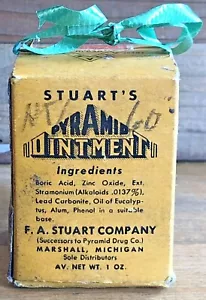 STUART'S
PYRAMID
OINTMENT
Ingredients
Boric Acid, Zinc Oxide, Ext.
Stramonium (Alkaloids .0137%),
Lead Carbonite, Oil of Eucalyp-
tus, Alum, Phenol in a suitable
base.
F. A. STUART COMPANY
(Successors to Pyramid Drug Co.)
MARSHALL, MICHIGAN
Sole Distributors
AV. NET WT. 1 OZ.